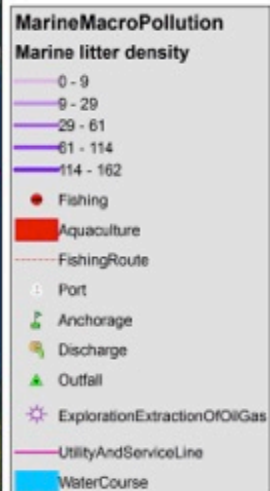 MarineMacroPollution
Marine litter density
0 - 9
9 - 29
29 - 61
61 - 114
114 - 162
Fishing
Aquaculture
FishingRoute
Port
Anchorage
Discharge
Outfall
ExplorationExtractionOfOilGas
UtilityAndServiceLine
WaterCourse